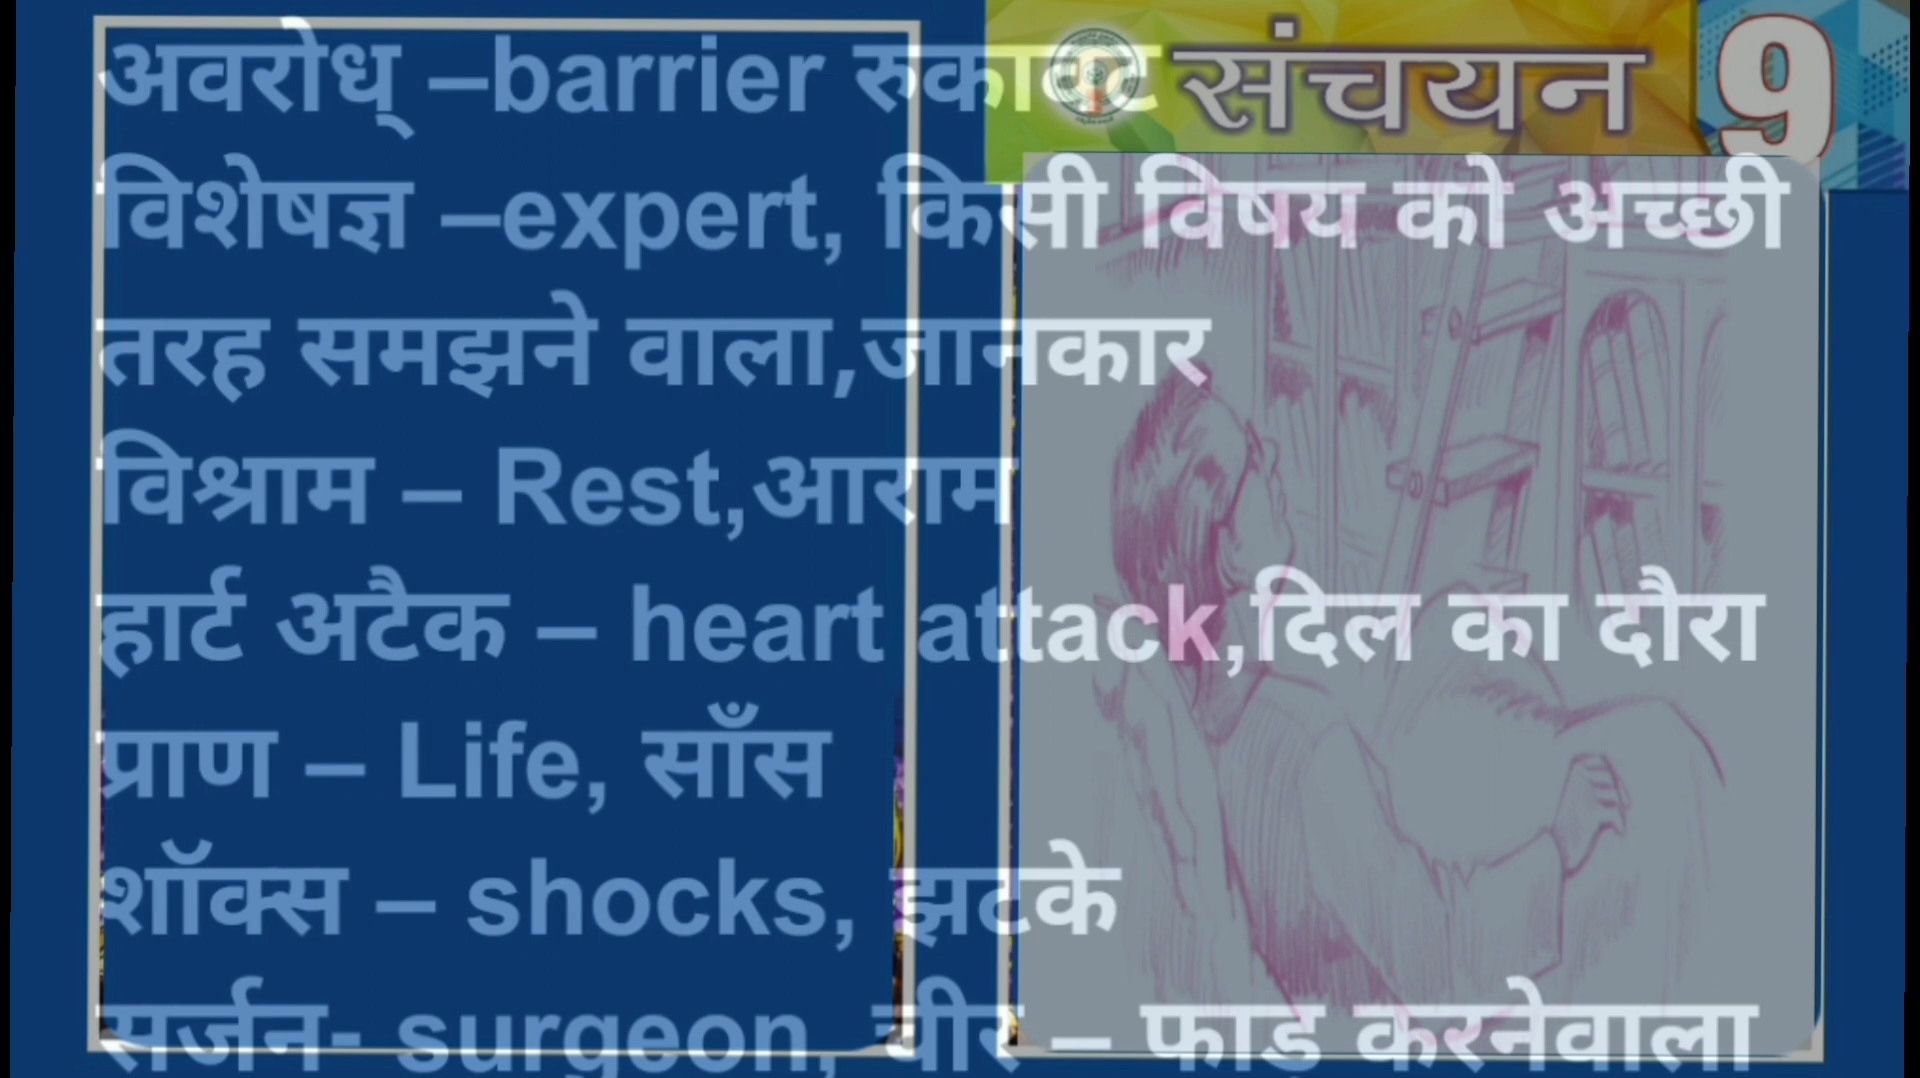 संचयन 9
अवरोध् –barrier रुकावट
विशेषज्ञ –expert, किसी विषय को अच्छी
तरह समझने वाला,जानकार
विश्राम – Rest,आराम
हार्ट अटैक – heart attack,दिल का दौरा
प्राण – Life, साँस
शॉक्स – shocks, झटके
सर्जन- surgeon, चीर – फाड़ करनेवाला